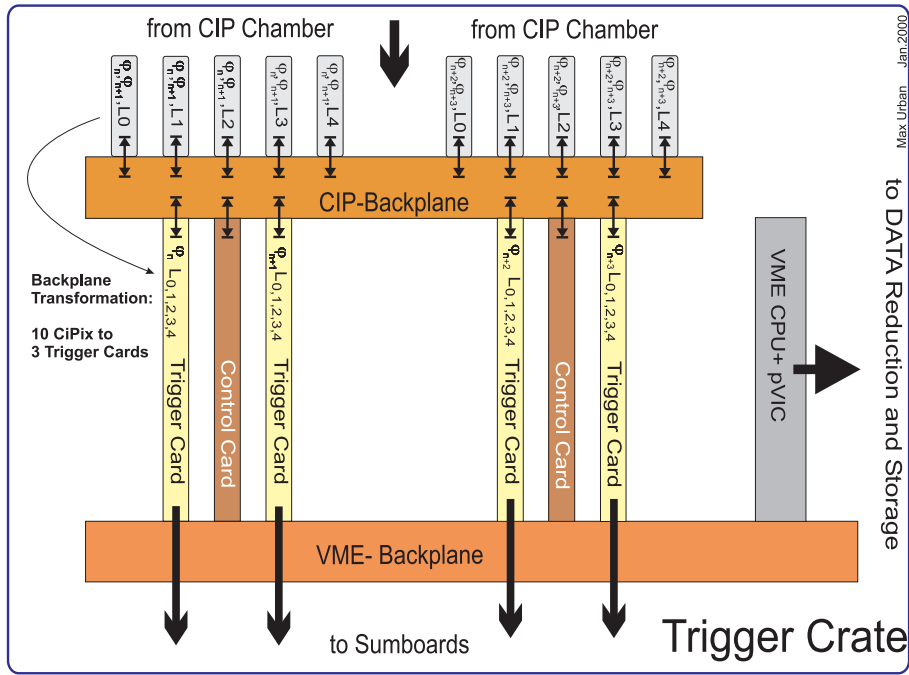 from CIP Chamber
from CIP Chamber
φn,φn+1,L0
φn,φn+1,L1
φn,φn+1,L2
φn,φn+1,L3
φn,φn+1,L4
φn+2,φn+3,L0
φn+2,φn+3,L1
φn+2,φn+3,L2
φn+2,φn+3,L3
φn+2,φn+3,L4
CIP-Backplane
Backplane
Transformation:
10 CiPix to
3 Trigger Cards
φn L0,1,2,3,4 Trigger Card
Control Card
φn+1 L0,1,2,3,4 Trigger Card
φn+2 L0,1,2,3,4 Trigger Card
Control Card
φn+3 L0,1,2,3,4 Trigger Card
VME CPU+ pVIC
to DATA Reduction and Storage
Max Urban Jan.2000
VME- Backplane
to Sumboards
Trigger Crate